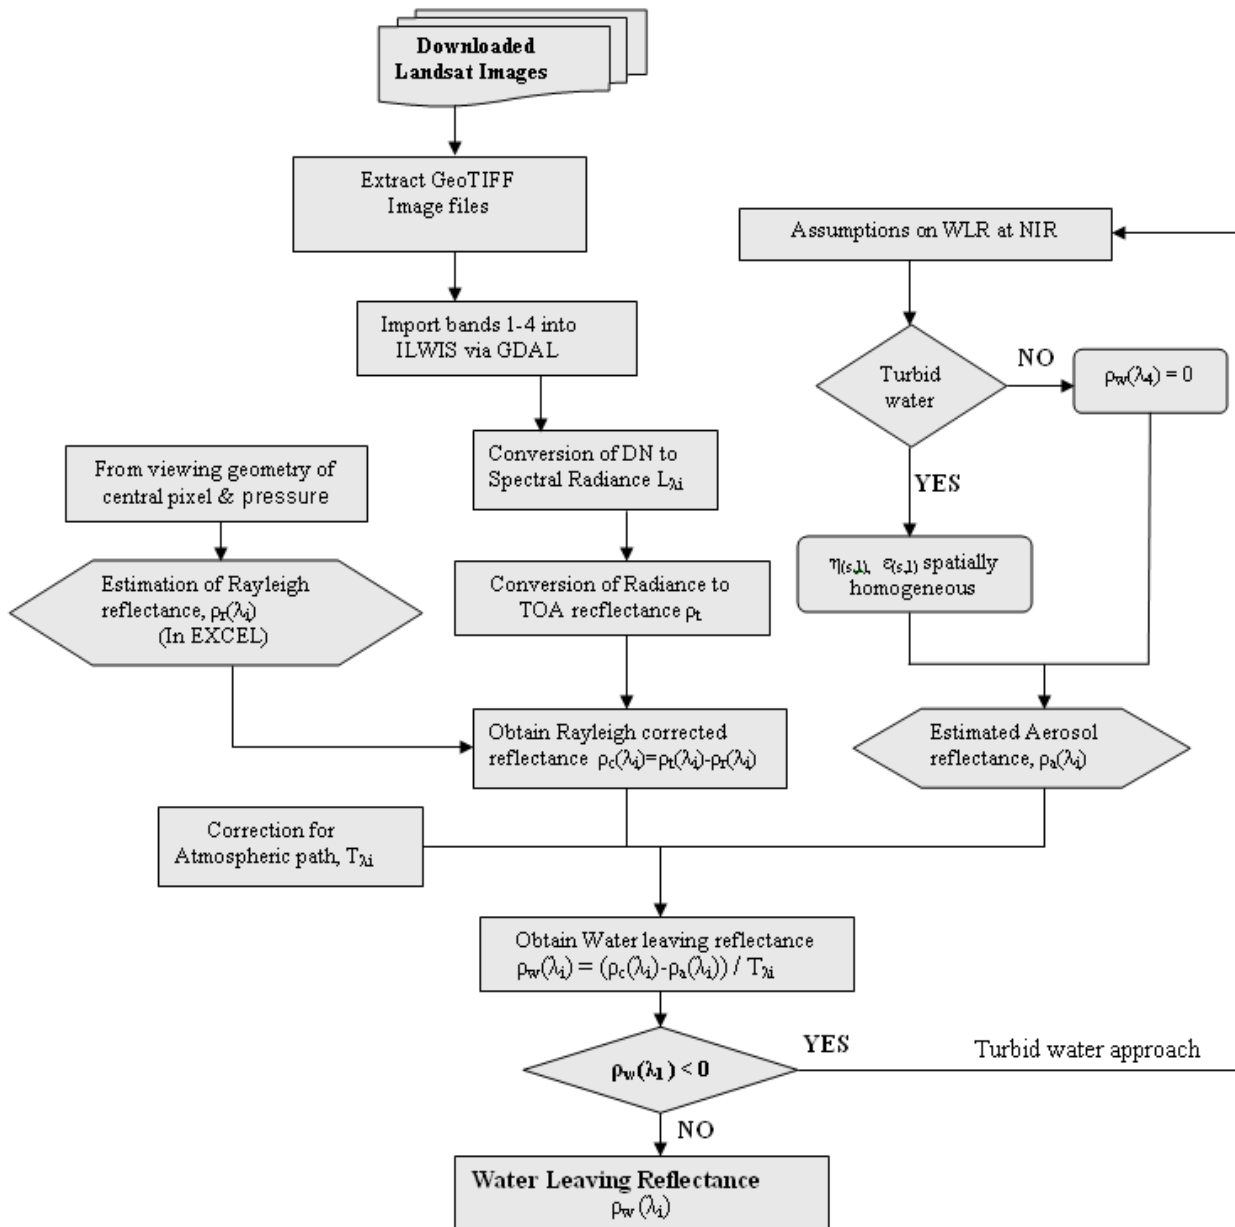 Downloaded
Landsat Images
Extract GeoTIFF
Image files
Import bands 1-4 into
ILWIS via GDAL
Conversion of DN to
Spectral Radiance Lλi
Conversion of Radiance to
TOA recflectance ρt
From viewing geometry of
central pixel & pressure
Estimation of Rayleigh
reflectance, ρr(λi)
(In EXCEL)
Obtain Rayleigh corrected
reflectance ρc(λi)=ρt(λi)-ρr(λi)
Assumptions on WLR at NIR
Turbid
water
NO
ρw(λ4) = 0
YES
η(s,l), ε(s,l) spatially
homogeneous
Estimated Aerosol
reflectance, ρa(λi)
Correction for
Atmospheric path, Tλi
Obtain Water leaving reflectance
ρw(λi) = (ρc(λi)-ρa(λi)) / Tλi
ρw(λ1) < 0
YES
Turbid water approach
NO
Water Leaving Reflectance
ρw (λi)